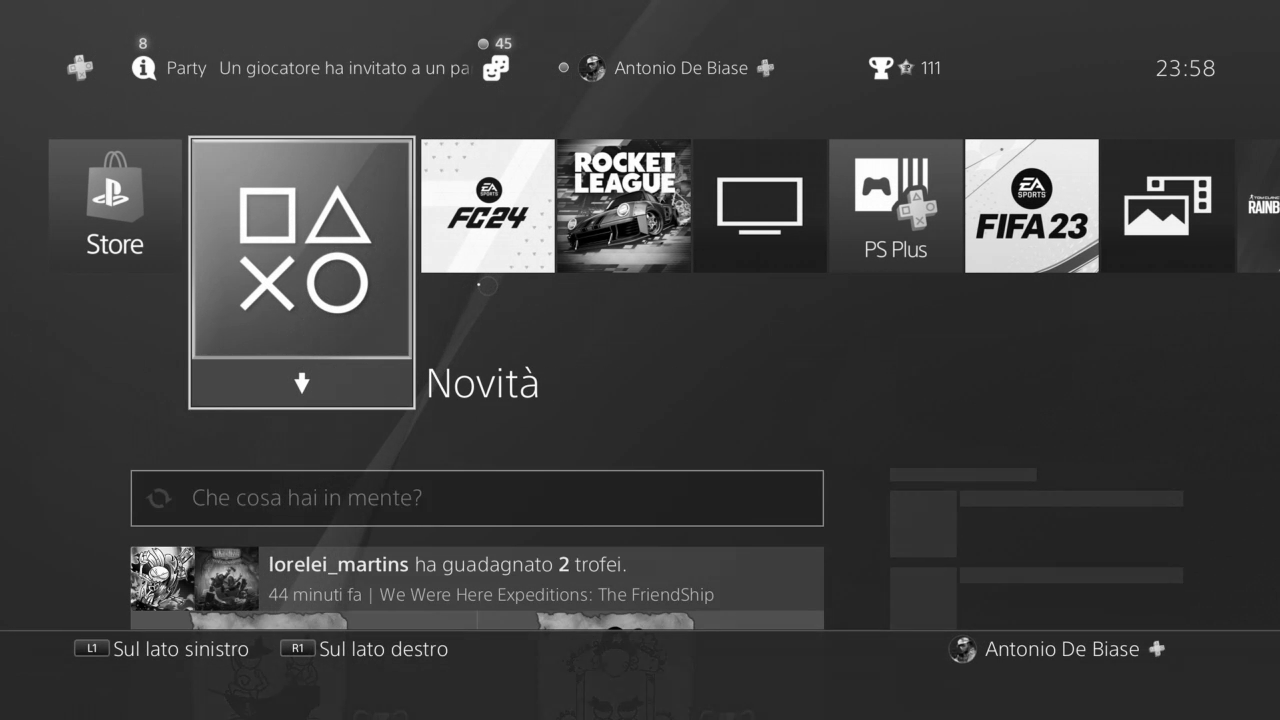 8
45
Party Un giocatore ha invitato a un pa
Antonio De Biase
111
23:58
Store
EA SPORTS
FC24
ROCKET
LEAGUE
PS Plus
EA SPORTS
FIFA 23
TOM CLANCY
RAINB
Novità
Che cosa hai in mente?
lorelei_martins ha guadagnato 2 trofei.
44 minuti fa | We Were Here Expeditions: The FriendShip
L1 Sul lato sinistro
R1 Sul lato destro
Antonio De Biase